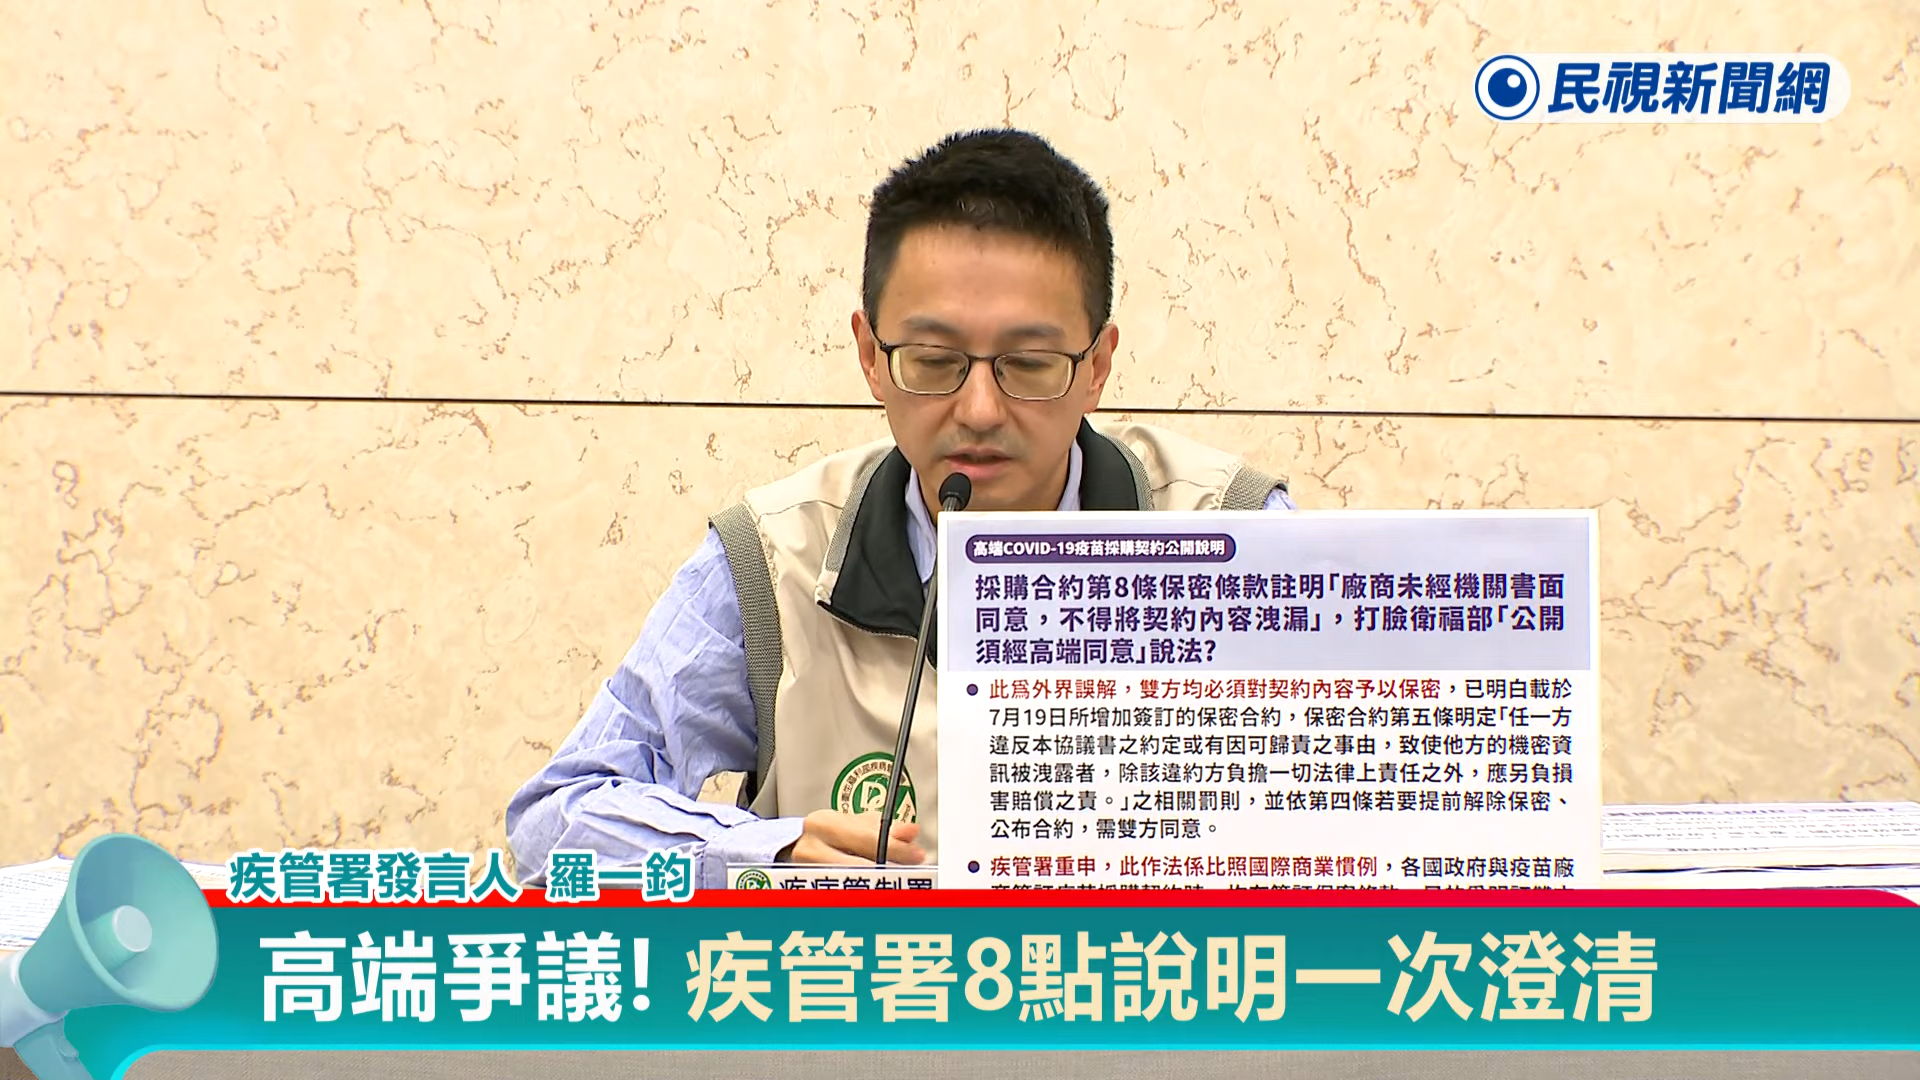 民視新聞網
高端COVID-19疫苗採購契約公開說明
採購合約第8條保密條款註明「廠商未經機關書面
同意，不得將契約內容洩漏」，打臉衛福部「公開
須經高端同意」說法?
此為外界誤解，雙方均必須對契約內容予以保密，已明白載於
7月19日所增加簽訂的保密合約，保密合約第五條明定「任一方
違反本協議書之約定或有因可歸責之事由，致使他方的機密資
訊被洩露者，除該違約方負擔一切法律上責任之外，應另負損
害賠償之責。」之相關罰則，並依第四條若要提前解除保密、
公布合約，需雙方同意。
疾管署重申，此作法係比照國際商業慣例，各國政府與疫苗廠
疾病管制署
疾管署發言人 羅一鈞
高端爭議! 疾管署8點說明一次澄清